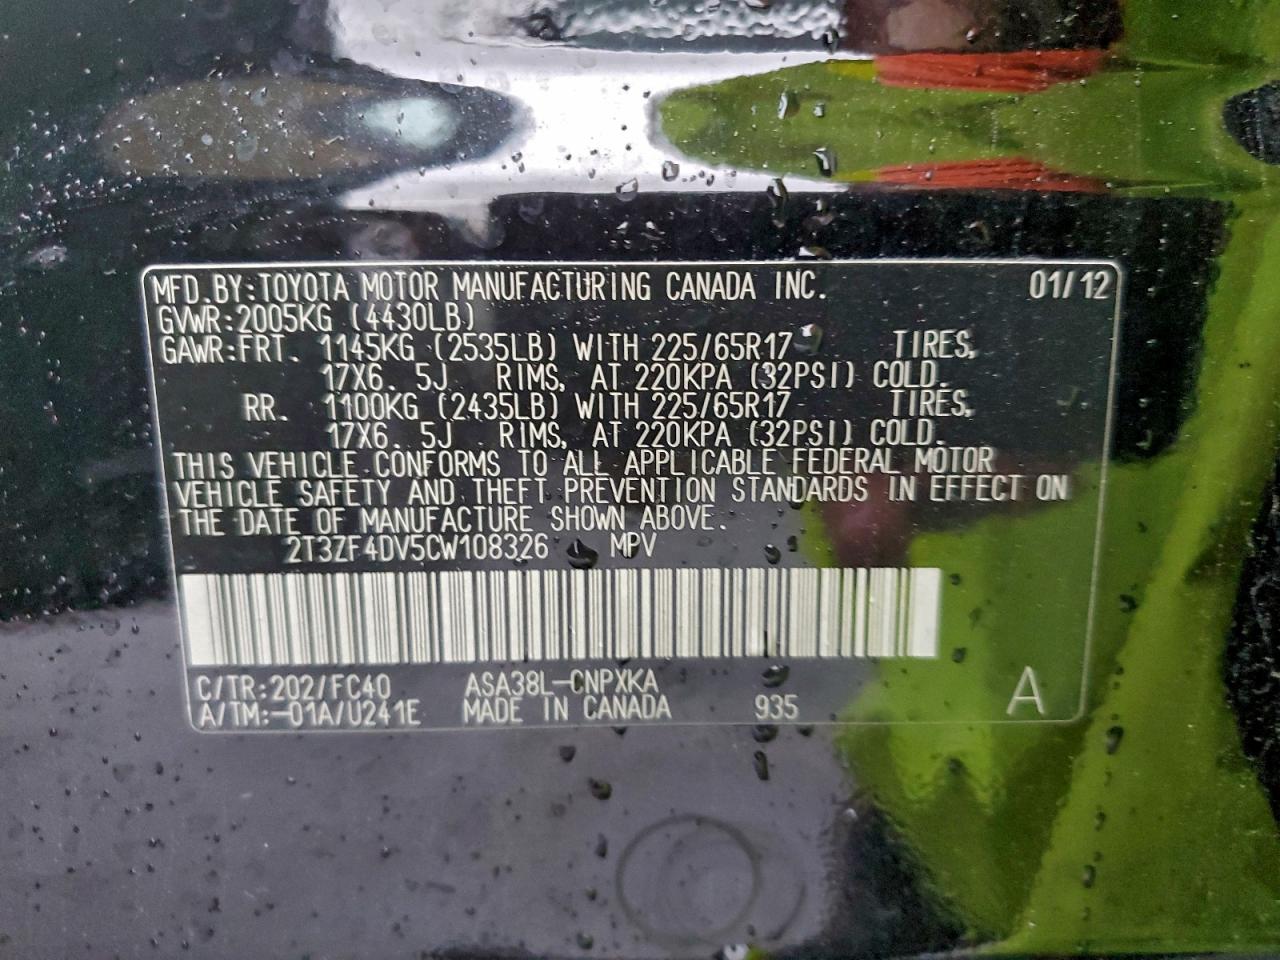 MFD.BY:TOYOTA MOTOR MANUFACTURING CANADA INC. 01/12
GVWR:2005KG (4430LB)
GAWR:FRT. 1145KG (2535LB) WITH 225/65R17 TIRES,
17X6. 5J RIMS, AT 220KPA (32PSI) COLD.
RR. 1100KG (2435LB) WITH 225/65R17 TIRES,
17X6. 5J RIMS, AT 220KPA (32PSI) COLD.
THIS VEHICLE CONFORMS TO ALL APPLICABLE FEDERAL MOTOR
VEHICLE SAFETY AND THEFT PREVENTION STANDARDS IN EFFECT ON
THE DATE OF MANUFACTURE SHOWN ABOVE.
2T3ZF4DV5CW108326 MPV
C/TR:202/FC40 ASA38L-CNPXKA A
A/TM:-01A/U241E MADE IN CANADA 935